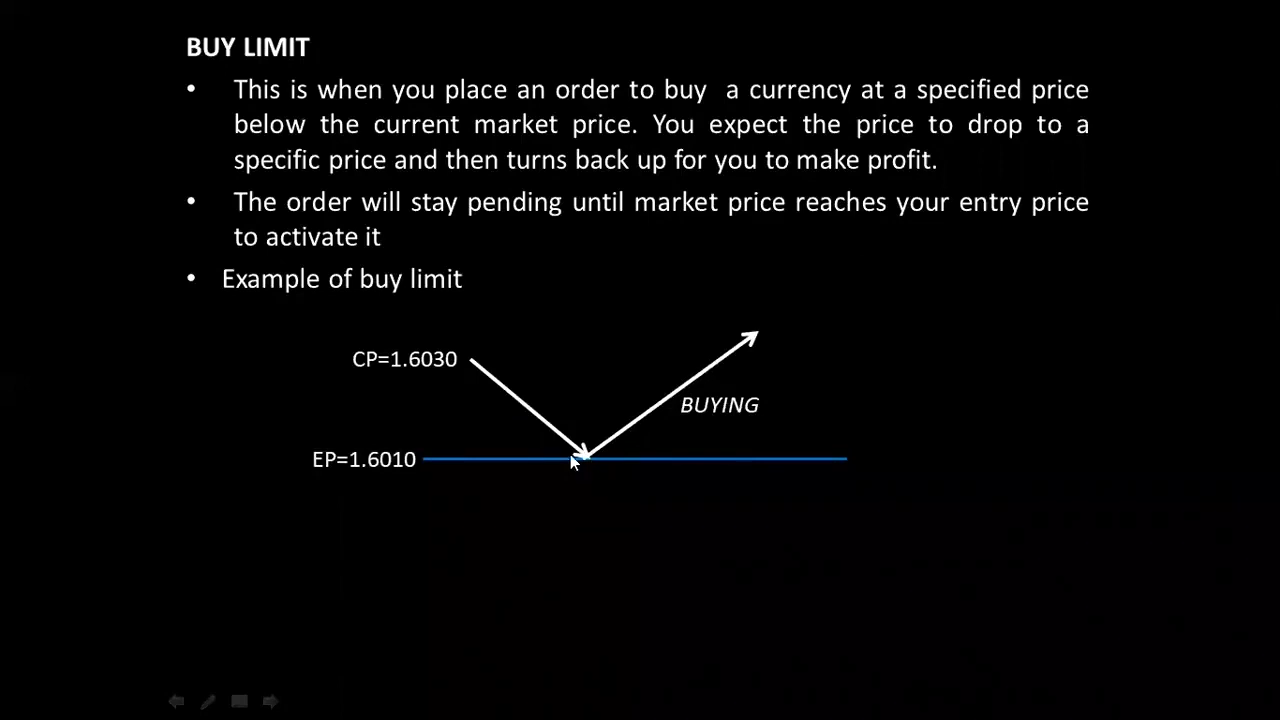 BUY LIMIT
• This is when you place an order to buy a currency at a specified price
below the current market price. You expect the price to drop to a
specific price and then turns back up for you to make profit.
• The order will stay pending until market price reaches your entry price
to activate it
• Example of buy limit
CP=1.6030
BUYING
EP=1.6010